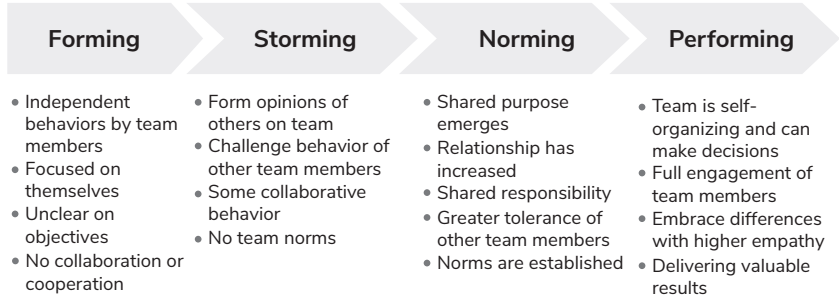 Forming
Storming
Norming
Performing
• Independent
behaviors by team
members
• Focused on
themselves
• Unclear on
objectives
• No collaboration or
cooperation
• Form opinions of
others on team
• Challenge behavior of
other team members
• Some collaborative
behavior
• No team norms
• Shared purpose
emerges
• Relationship has
increased
• Shared responsibility
• Greater tolerance of
other team members
• Norms are established
• Team is self-
organizing and can
make decisions
• Full engagement of
team members
• Embrace differences
with higher empathy
• Delivering valuable
results